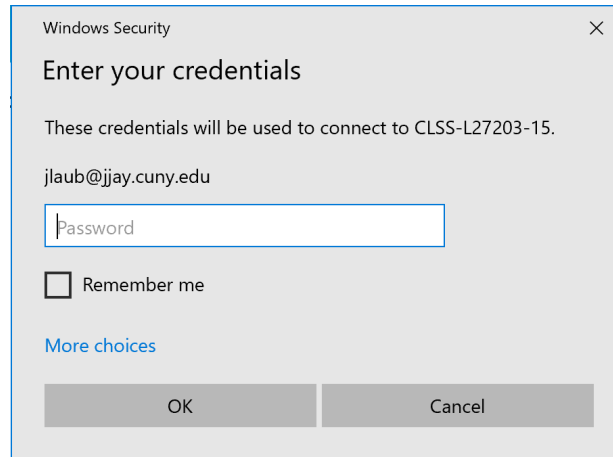 Windows Security
Enter your credentials
These credentials will be used to connect to CLSS-L27203-15.
jlaub@jjay.cuny.edu
Password
Remember me
More choices
OK Cancel